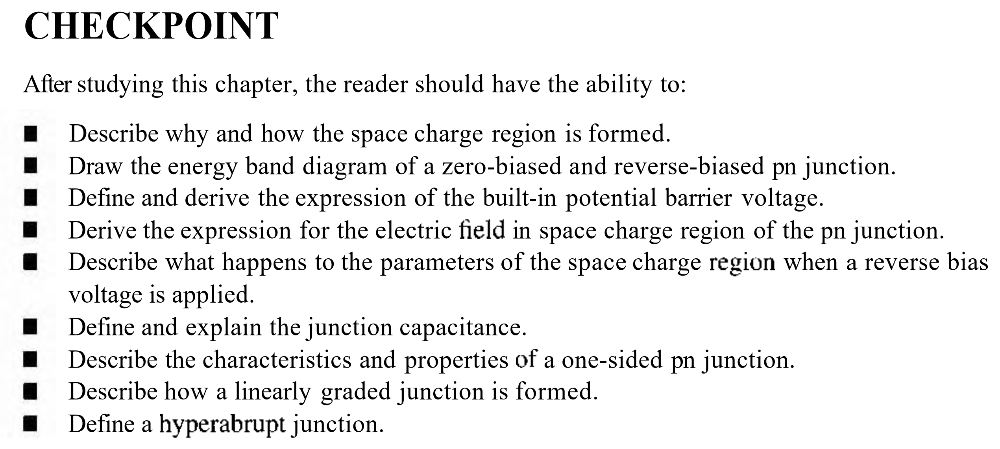 CHECKPOINT
After studying this chapter, the reader should have the ability to:
■ Describe why and how the space charge region is formed.
■ Draw the energy band diagram of a zero-biased and reverse-biased pn junction.
■ Define and derive the expression of the built-in potential barrier voltage.
■ Derive the expression for the electric field in space charge region of the pn junction.
■ Describe what happens to the parameters of the space charge region when a reverse bias
voltage is applied.
■ Define and explain the junction capacitance.
■ Describe the characteristics and properties of a one-sided pn junction.
■ Describe how a linearly graded junction is formed.
■ Define a hyperabrupt junction.